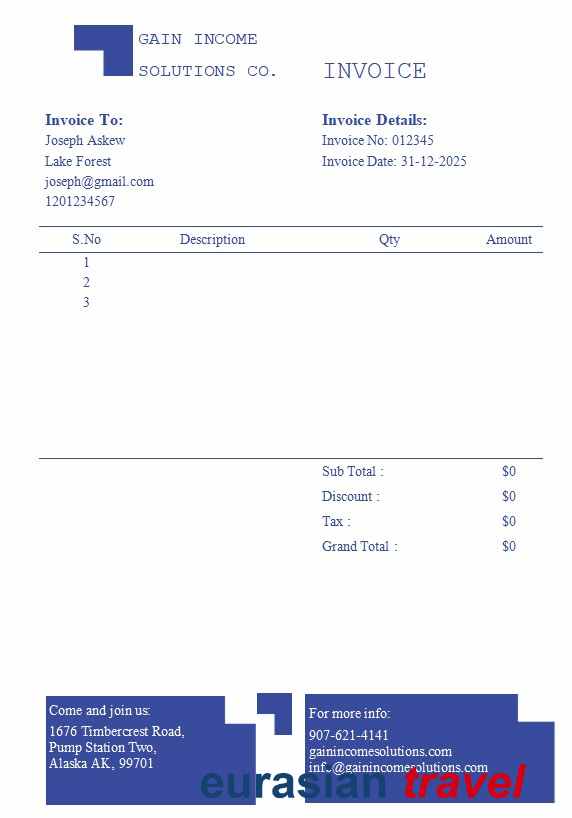 GAIN INCOME
SOLUTIONS CO.
INVOICE
Invoice To:
Joseph Askew
Lake Forest
joseph@gmail.com
1201234567
Invoice Details:
Invoice No: 012345
Invoice Date: 31-12-2025
S.No Description Qty Amount
1
2
3
Sub Total : $0
Discount : $0
Tax : $0
Grand Total : $0
Come and join us:
1676 Timbercrest Road,
Pump Station Two,
Alaska AK, 99701
For more info:
907-621-4141
gainincomesolutions.com
info@gainincomesolutions.com
eurasian travel